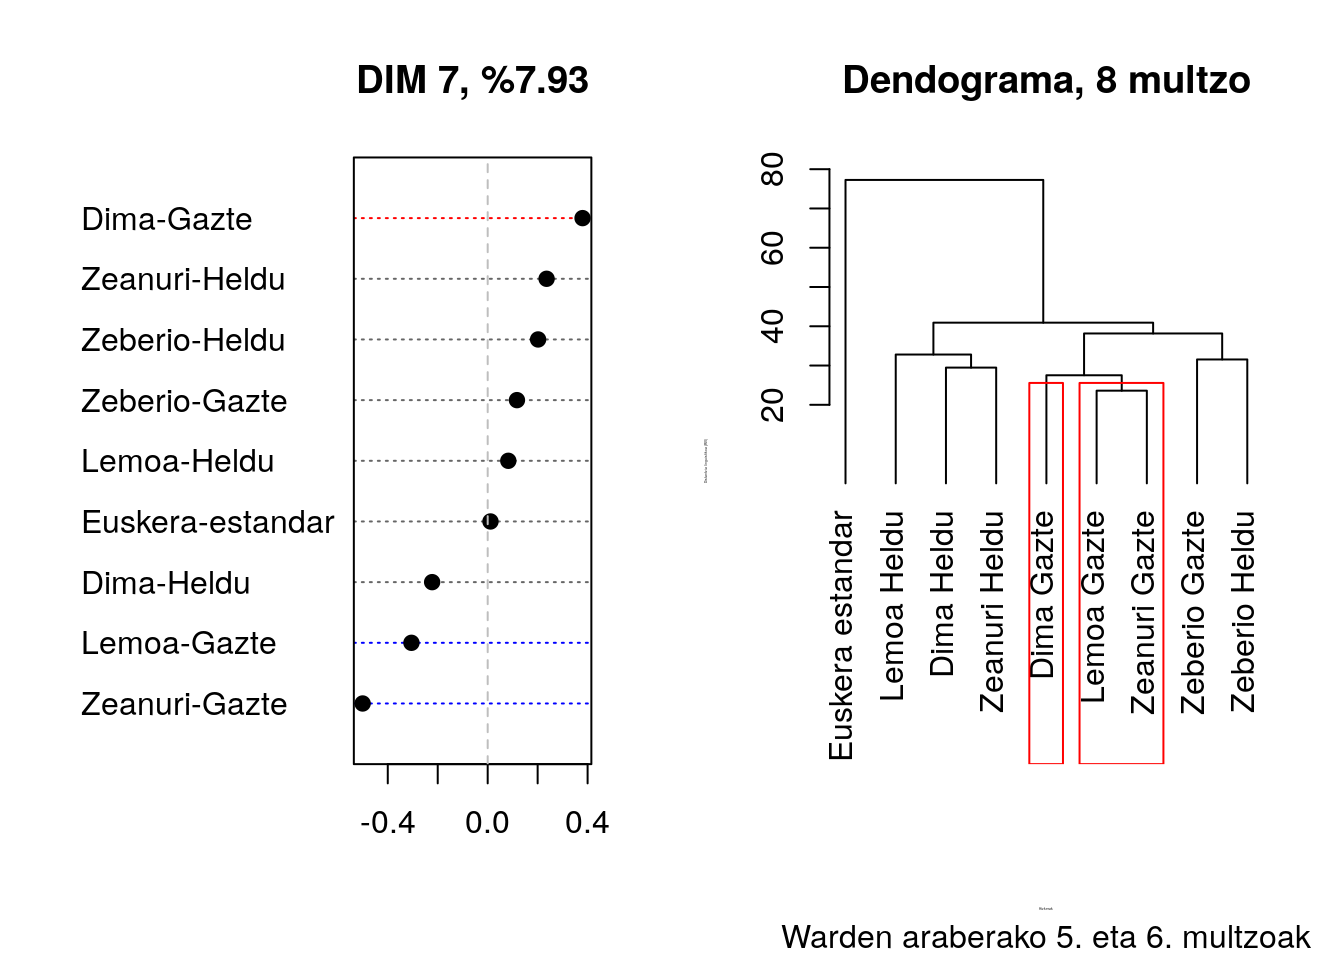 DIM 7, %7.93
Dima-Gazte
Zeanuri-Heldu
Zeberio-Heldu
Zeberio-Gazte
Lemoa-Heldu
Euskera-estandar
Dima-Heldu
Lemoa-Gazte
Zeanuri-Gazte
-0.4 0.0 0.4
Dendograma, 8 multzo
80
60
40
20
Euskera estandar
Lemoa Heldu
Dima Heldu
Zeanuri Heldu
Dima Gazte
Lemoa Gazte
Zeanuri Gazte
Zeberio Gazte
Zeberio Heldu
Warden araberako 5. eta 6. multzoak